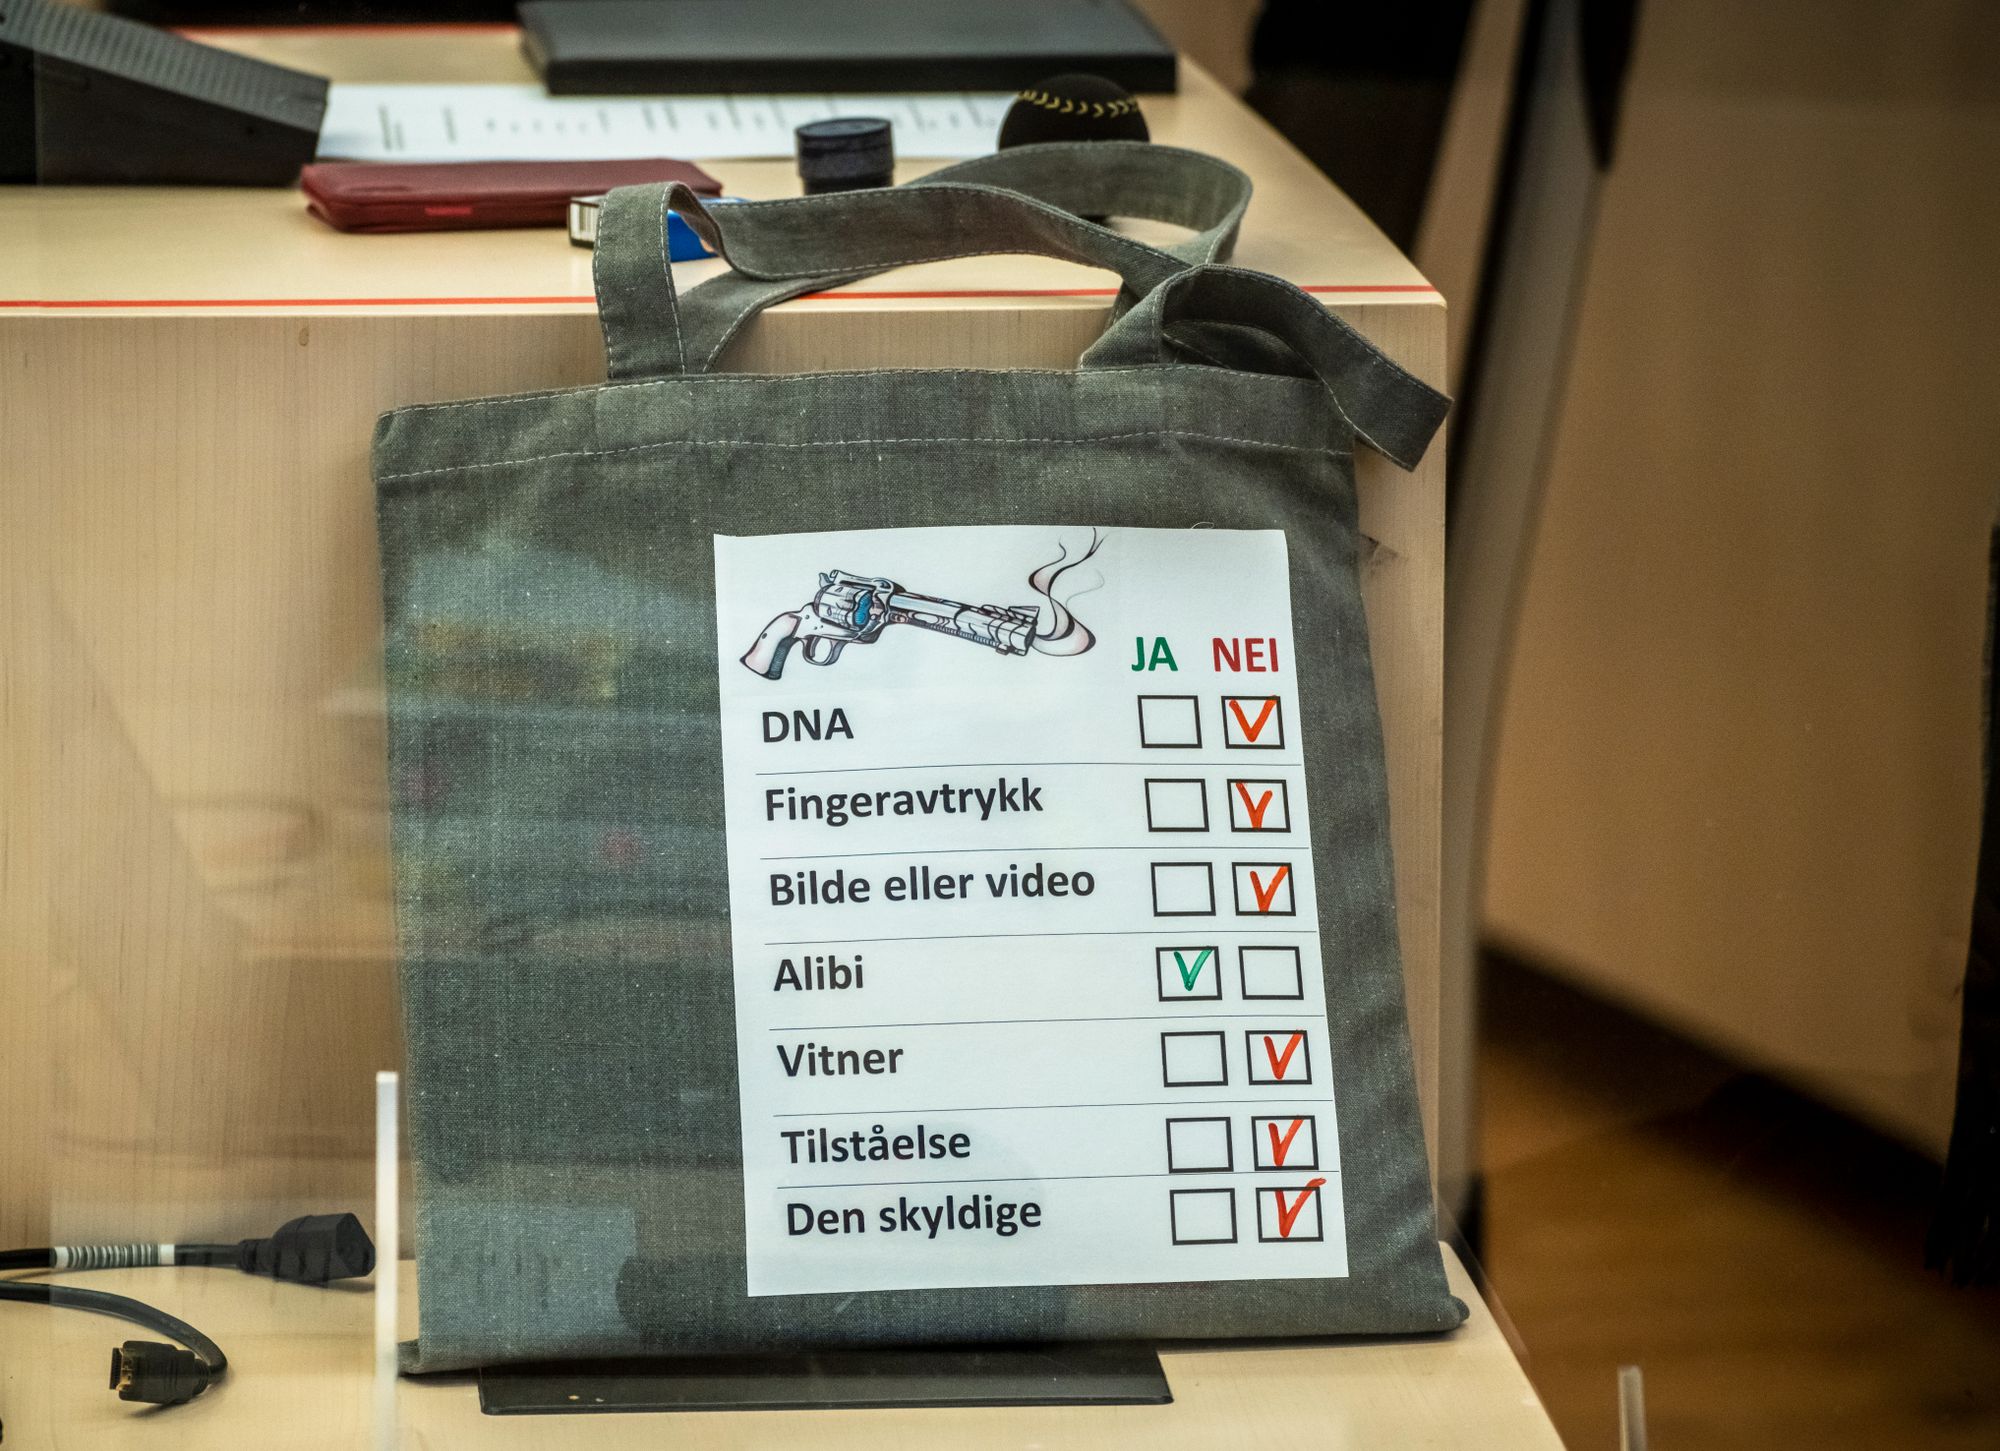 JA NEI
DNA
Fingeravtrykk
Bilde eller video
Alibi
Vitner
Tilståelse
Den skyldige